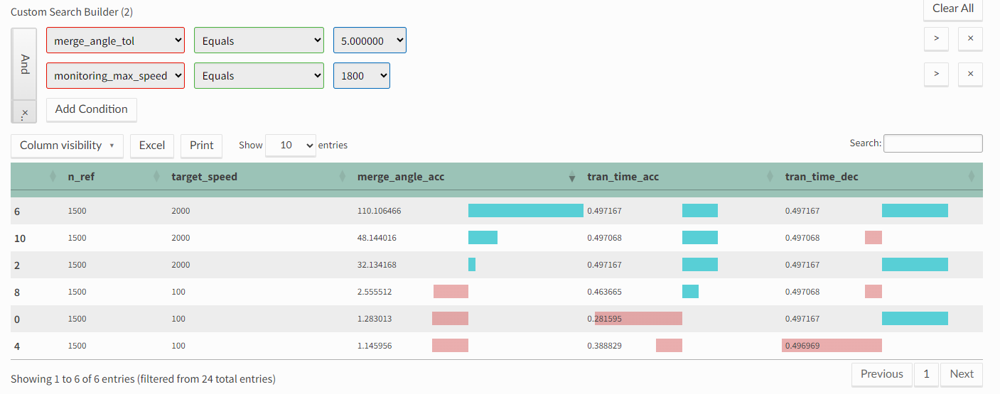 Custom Search Builder (2)
Clear All
And
merge_angle_tol Equals 5.000000 > ×
monitoring_max_speed Equals 1800 > ×
×
Add Condition
Column visibility ▾ Excel Print Show 10 entries Search:
n_ref target_speed merge_angle_acc tran_time_acc tran_time_dec
6 1500 2000 110.106466 0.497167 0.497167
10 1500 2000 48.144016 0.497068 0.497068
2 1500 2000 32.134168 0.497167 0.497167
8 1500 100 2.555512 0.463665 0.497068
0 1500 100 1.283013 0.281595 0.497167
4 1500 100 1.145956 0.388829 0.496969
Showing 1 to 6 of 6 entries (filtered from 24 total entries)
Previous 1 Next